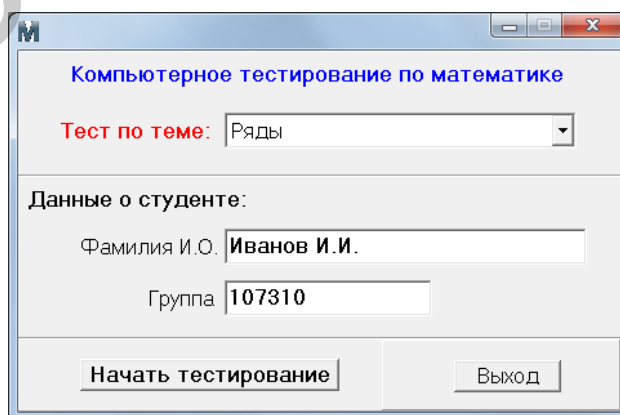 M
Компьютерное тестирование по математике
Тест по теме: Ряды
Данные о студенте:
Фамилия И.О. Иванов И.И.
Группа 107310
Начать тестирование Выход